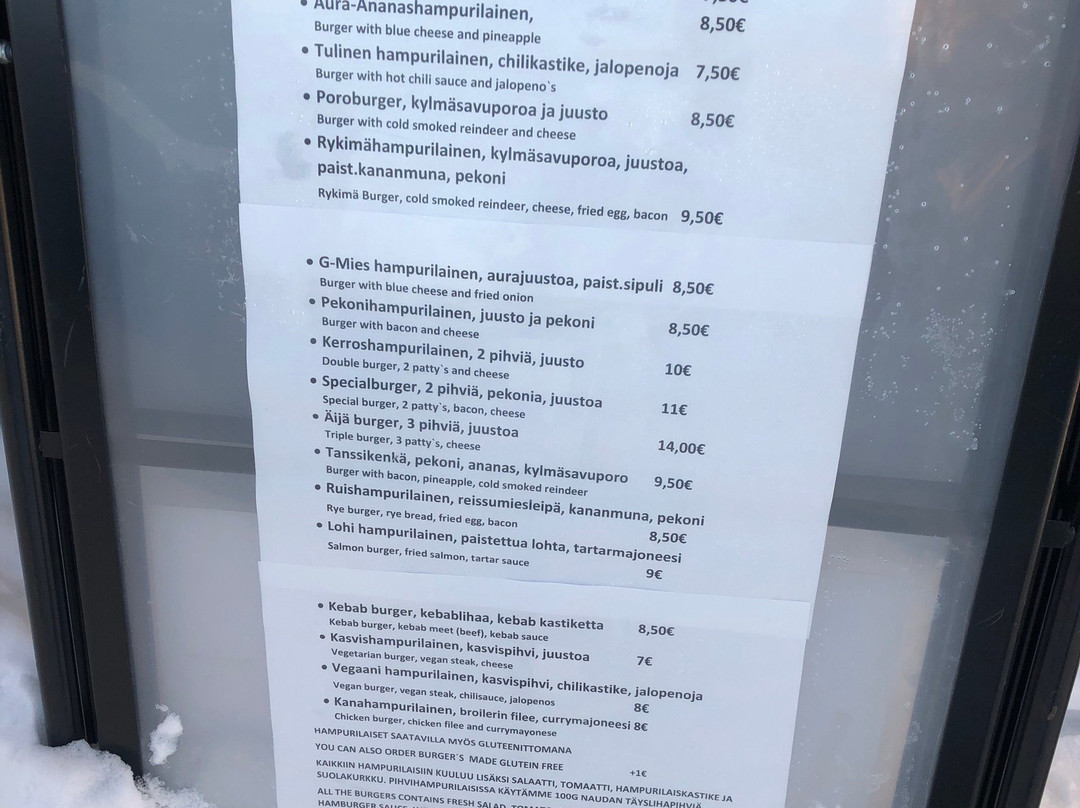 • Aura-Ananashampurilainen, 8,50€
Burger with blue cheese and pineapple
• Tulinen hampurilainen, chilikastike, jalopenoja 7,50€
Burger with hot chili sauce and jalopeno`s
• Poroburger, kylmäsavuporoa ja juusto 8,50€
Burger with cold smoked reindeer and cheese
• Rykimähampurilainen, kylmäsavuporoa, juustoa,
paist.kananmuna, pekoni
Rykimä Burger, cold smoked reindeer, cheese, fried egg, bacon 9,50€
• G-Mies hampurilainen, aurajuustoa, paist.sipuli 8,50€
Burger with blue cheese and fried onion
• Pekonihampurilainen, juusto ja pekoni 8,50€
Burger with bacon and cheese
• Kerroshampurilainen, 2 pihviä, juusto 10€
Double burger, 2 patty`s and cheese
• Specialburger, 2 pihviä, pekonia, juustoa 11€
Special burger, 2 patty`s, bacon, cheese
• Äijä burger, 3 pihviä, juustoa 14,00€
Triple burger, 3 patty`s, cheese
• Tanssikenkä, pekoni, ananas, kylmäsavuporo 9,50€
Burger with bacon, pineapple, cold smoked reindeer
• Ruishampurilainen, reissumiesleipä, kananmuna, pekoni
Rye burger, rye bread, fried egg, bacon 8,50€
• Lohi hampurilainen, paistettua lohta, tartarmajoneesi
Salmon burger, fried salmon, tartar sauce 9€
• Kebab burger, kebablihaa, kebab kastiketta 8,50€
Kebab burger, kebab meet (beef), kebab sauce
• Kasvishampurilainen, kasvispihvi, juustoa 7€
Vegetarian burger, vegan steak, cheese
• Vegaani hampurilainen, kasvispihvi, chilikastike, jalopenoja
Vegan burger, vegan steak, chilisauce, jalopenos 8€
• Kanahampurilainen, broilerin filee, currymajoneesi 8€
Chicken burger, chicken filee and currymayonese
HAMPURILAISET SAATAVILLA MYÖS GLUTEENITTOMANA
YOU CAN ALSO ORDER BURGER`S MADE GLUTEIN FREE +1€
KAIKKIIN HAMPURILAISIIN KUULUU LISÄKSI SALAATTI, TOMAATTI, HAMPURILAISKASTIKE JA
SUOLAKURKKU. PIHVIHAMPURILAISISSA KÄYTÄMME 100G NAUDAN TÄYSLIHAPIHVIÄ
ALL THE BURGERS CONTAINS FRESH SALAD,
HAMBURGER